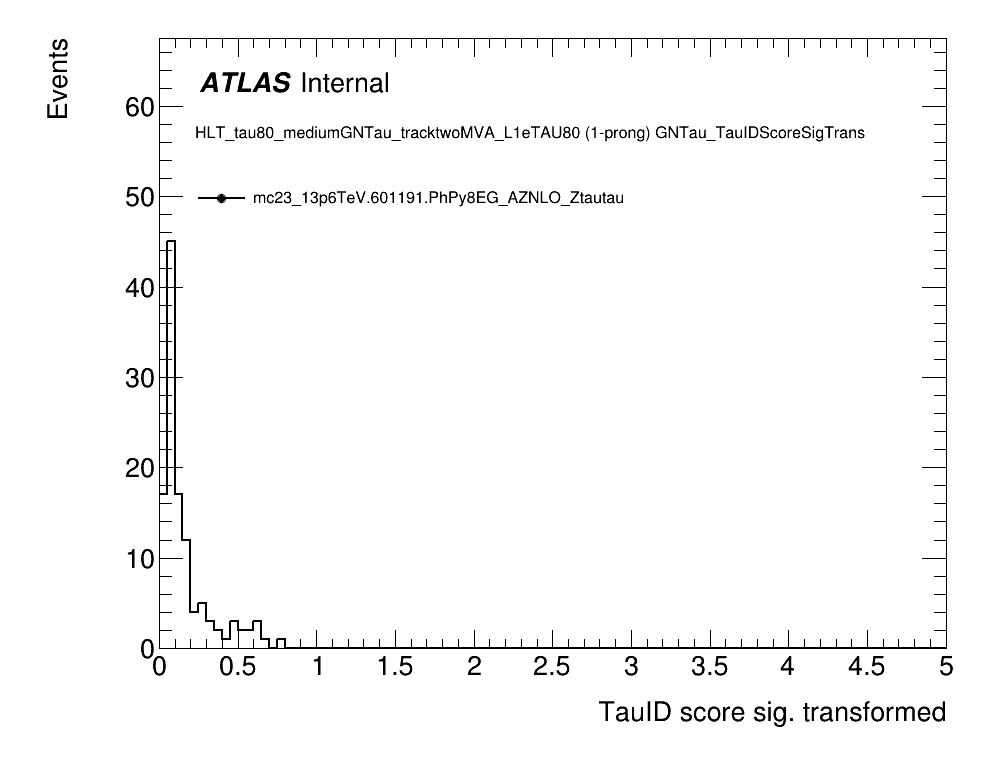 Events
ATLAS Internal
HLT_tau80_mediumGNTau_tracktwoMVA_L1eTAU80 (1-prong) GNTau_TauIDScoreSigTrans
mc23_13p6TeV.601191.PhPy8EG_AZNLO_Ztautau
60
50
40
30
20
10
0
0 0.5 1 1.5 2 2.5 3 3.5 4 4.5 5
TauID score sig. transformed